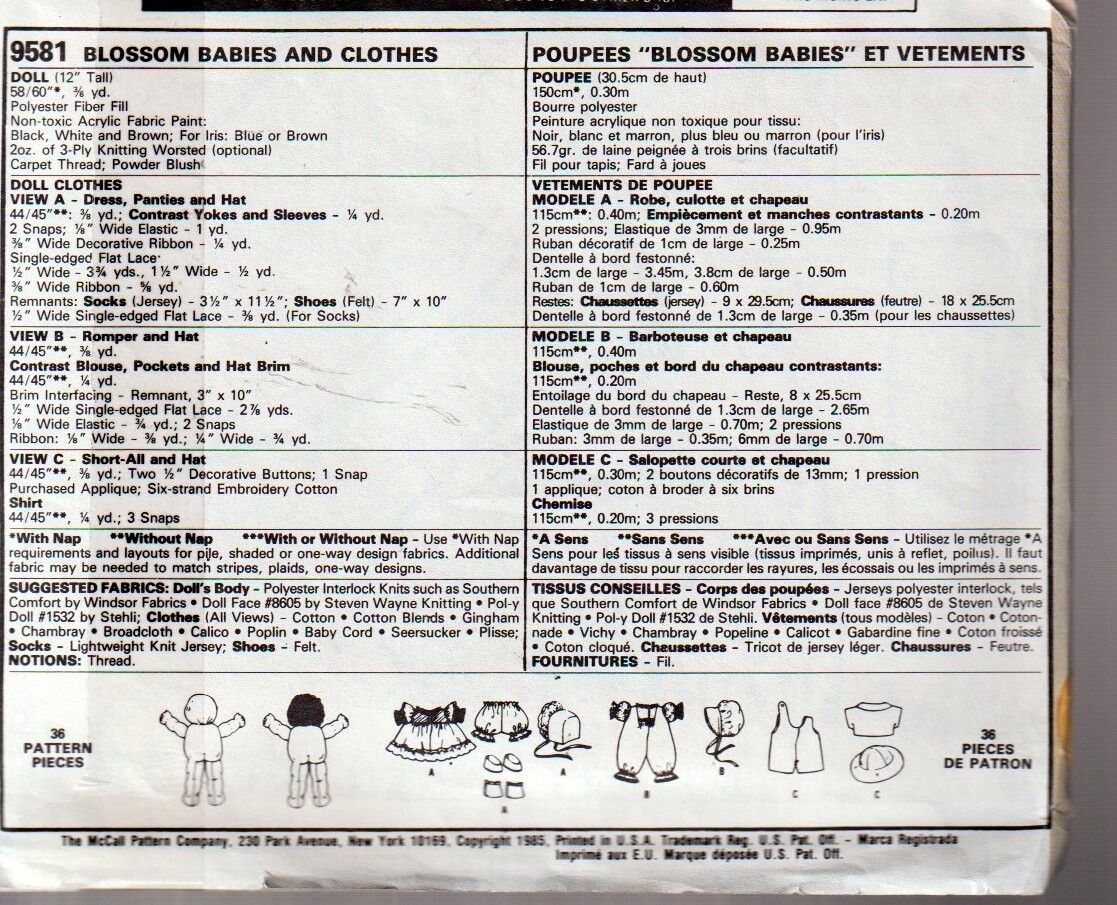 9581 BLOSSOM BABIES AND CLOTHES
DOLL (12" Tall)
58/60"*, ⅜ yd.
Polyester Fiber Fill
Non-toxic Acrylic Fabric Paint:
Black, White and Brown; For Iris: Blue or Brown
2oz. of 3-Ply Knitting Worsted (optional)
Carpet Thread; Powder Blush
DOLL CLOTHES
VIEW A - Dress, Panties and Hat
44/45"**: ⅜ yd.; Contrast Yokes and Sleeves - ¼ yd.
2 Snaps; ⅛" Wide Elastic - 1 yd.
⅜" Wide Decorative Ribbon - ¼ yd.
Single-edged Flat Lace
½" Wide - 3¾ yds., 1½" Wide - ½ yd.
⅜" Wide Ribbon - ⅝ yd.
Remnants: Socks (Jersey) - 3½" x 11½"; Shoes (Felt) - 7" x 10"
½" Wide Single-edged Flat Lace - ⅜ yd. (For Socks)
VIEW B - Romper and Hat
44/45"**, ⅜ yd.
Contrast Blouse, Pockets and Hat Brim
44/45"**, ¼ yd.
Brim Interfacing - Remnant, 3" x 10"
½" Wide Single-edged Flat Lace - 2⅞ yds.
⅛" Wide Elastic - ¾ yd.; 2 Snaps
Ribbon: ⅛" Wide - ⅜ yd.; ¼" Wide - ¾ yd.
VIEW C - Short-All and Hat
44/45"**, ⅜ yd.; Two ½" Decorative Buttons; 1 Snap
Purchased Applique; Six-strand Embroidery Cotton
Shirt
44/45"**, ¼ yd.; 3 Snaps
*With Nap **Without Nap ***With or Without Nap - Use *With Nap
requirements and layouts for pile, shaded or one-way design fabrics. Additional
fabric may be needed to match stripes, plaids, one-way designs.
SUGGESTED FABRICS: Doll's Body - Polyester Interlock Knits such as Southern
Comfort by Windsor Fabrics • Doll Face #8605 by Steven Wayne Knitting • Pol-y
Doll #1532 by Stehli; Clothes (All Views) - Cotton • Cotton Blends • Gingham
• Chambray • Broadcloth • Calico • Poplin • Baby Cord • Seersucker • Plisse;
Socks - Lightweight Knit Jersey; Shoes - Felt.
NOTIONS: Thread.
POUPEES "BLOSSOM BABIES" ET VETEMENTS
POUPEE (30.5cm de haut)
150cm*, 0.30m
Bourre polyester
Peinture acrylique non toxique pour tissu:
Noir, blanc et marron, plus bleu ou marron (pour l'iris)
56.7gr. de laine peignée à trois brins (facultatif)
Fil pour tapis; Fard à joues
VETEMENTS DE POUPEE
MODELE A - Robe, culotte et chapeau
115cm**: 0.40m; Empiècement et manches contrastants - 0.20m
2 pressions; Elastique de 3mm de large - 0.95m
Ruban décoratif de 1cm de large - 0.25m
Dentelle à bord festonné:
1.3cm de large - 3.45m, 3.8cm de large - 0.50m
Ruban de 1cm de large - 0.60m
Restes: Chaussettes (jersey) - 9 x 29.5cm; Chaussures (feutre) - 18 x 25.5cm
Dentelle à bord festonné de 1.3cm de large - 0.35m (pour les chaussettes)
MODELE B - Barboteuse et chapeau
115cm**, 0.40m
Blouse, poches et bord du chapeau contrastants:
115cm**, 0.20m
Entoilage du bord du chapeau - Reste, 8 x 25.5cm
Dentelle à bord festonné de 1.3cm de large - 2.65m
Elastique de 3mm de large - 0.70m; 2 pressions
Ruban: 3mm de large - 0.35m; 6mm de large - 0.70m
MODELE C - Salopette courte et chapeau
115cm**, 0.30m; 2 boutons décoratifs de 13mm; 1 pression
1 applique; coton à broder à six brins
Chemise
115cm**, 0.20m; 3 pressions
*A Sens **Sans Sens ***Avec ou Sans Sens - Utilisez le métrage *A
Sens pour les tissus à sens visible (tissus imprimés, unis à reflet, poilus). Il faut
davantage de tissu pour raccorder les rayures, les écossais ou les imprimés à sens.
TISSUS CONSEILLES - Corps des poupées - Jerseys polyester interlock, tels
que Southern Comfort de Windsor Fabrics • Doll face #8605 de Steven Wayne
Knitting • Pol-y Doll #1532 de Stehli. Vêtements (tous modèles) - Coton • Coton-
nade • Vichy • Chambray • Popeline • Calicot • Gabardine fine • Coton froissé
• Coton cloqué. Chaussettes - Tricot de jersey léger. Chaussures - Feutre.
FOURNITURES - Fil.
36
PATTERN
PIECES
A
A
A
B
B
C
C
36
PIECES
DE PATRON
The McCall Pattern Company, 230 Park Avenue, New York 10169, Copyright 1985, Printed in U.S.A. Trademark Reg. U.S. Pat. Off. - Marca Registrada
Imprimé aux E.U. Marque déposée U.S. Pat. Off.